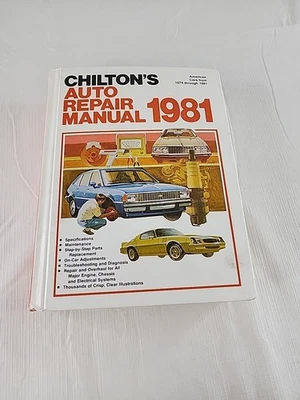 CHILTON'S
American
Cars from
1974 through 1981
AUTO
REPAIR
MANUAL 1981
• Specifications
• Maintenance
• Step-by-Step Parts
Replacement
• On-Car Adjustments
• Troubleshooting and Diagnosis
• Repair and Overhaul for All
Major Engine, Chassis
and Electrical Systems
• Thousands of Crisp, Clear Illustrations